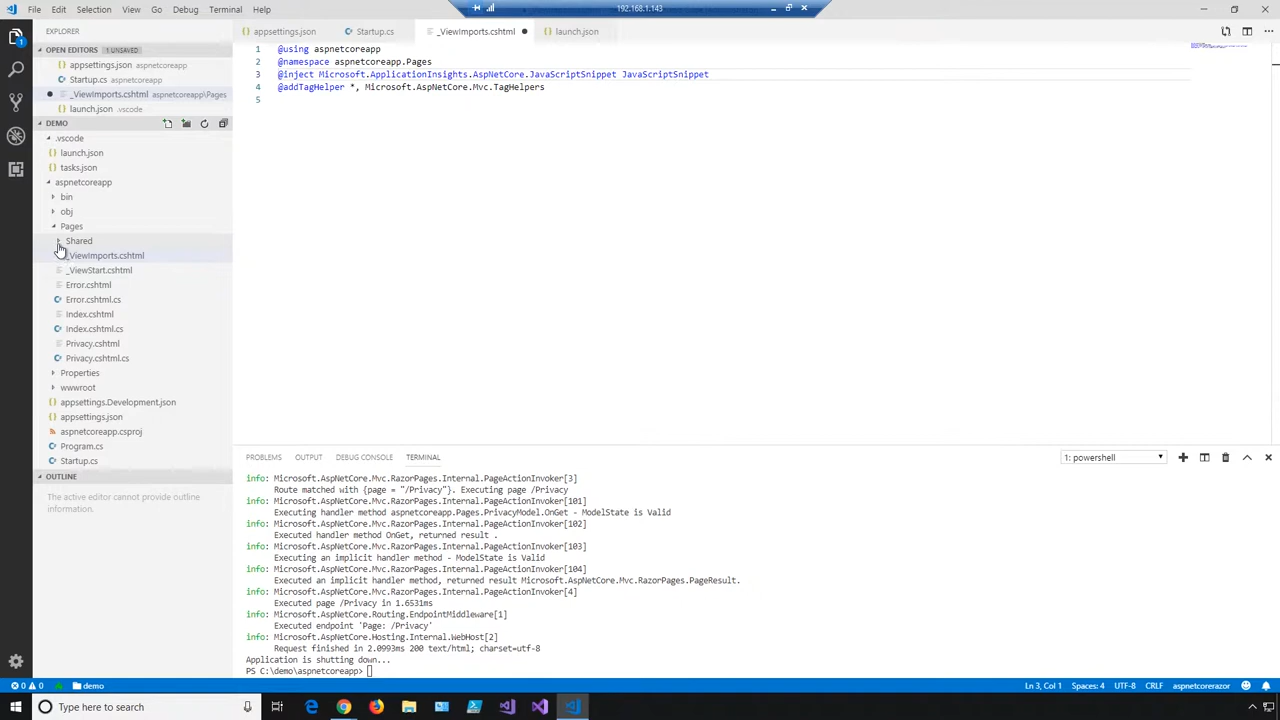 File Edit Selection View Go Debug Terminal Help
192.168.1.143
EXPLORER
OPEN EDITORS 1 UNSAVED
appsettings.json aspnetcoreapp
Startup.cs aspnetcoreapp
_ViewImports.cshtml aspnetcoreapp\Pages
launch.json .vscode
DEMO
.vscode
launch.json
tasks.json
aspnetcoreapp
bin
obj
Pages
Shared
_ViewImports.cshtml
_ViewStart.cshtml
Error.cshtml
Error.cshtml.cs
Index.cshtml
Index.cshtml.cs
Privacy.cshtml
Privacy.cshtml.cs
Properties
wwwroot
appsettings.Development.json
appsettings.json
aspnetcoreapp.csproj
Program.cs
Startup.cs
OUTLINE
The active editor cannot provide outline
information.
appsettings.json Startup.cs _ViewImports.cshtml launch.json
1 @using aspnetcoreapp
2 @namespace aspnetcoreapp.Pages
3 @inject Microsoft.ApplicationInsights.AspNetCore.JavaScriptSnippet JavaScriptSnippet
4 @addTagHelper *, Microsoft.AspNetCore.Mvc.TagHelpers
5
PROBLEMS OUTPUT DEBUG CONSOLE TERMINAL
1: powershell
info: Microsoft.AspNetCore.Mvc.RazorPages.Internal.PageActionInvoker[3]
Route matched with {page = "/Privacy"}. Executing page /Privacy
info: Microsoft.AspNetCore.Mvc.RazorPages.Internal.PageActionInvoker[101]
Executing handler method aspnetcoreapp.Pages.PrivacyModel.OnGet - ModelState is Valid
info: Microsoft.AspNetCore.Mvc.RazorPages.Internal.PageActionInvoker[102]
Executed handler method OnGet, returned result .
info: Microsoft.AspNetCore.Mvc.RazorPages.Internal.PageActionInvoker[103]
Executing an implicit handler method - ModelState is Valid
info: Microsoft.AspNetCore.Mvc.RazorPages.Internal.PageActionInvoker[104]
Executed an implicit handler method, returned result Microsoft.AspNetCore.Mvc.RazorPages.PageResult.
info: Microsoft.AspNetCore.Mvc.RazorPages.Internal.PageActionInvoker[4]
Executed page /Privacy in 1.6531ms
info: Microsoft.AspNetCore.Routing.EndpointMiddleware[1]
Executed endpoint 'Page: /Privacy'
info: Microsoft.AspNetCore.Hosting.Internal.WebHost[2]
Request finished in 2.0993ms 200 text/html; charset=utf-8
Application is shutting down...
PS C:\demo\aspnetcoreapp>
0 0 demo Ln 3, Col 1 Spaces: 4 UTF-8 CRLF aspnetcorerazor
Type here to search